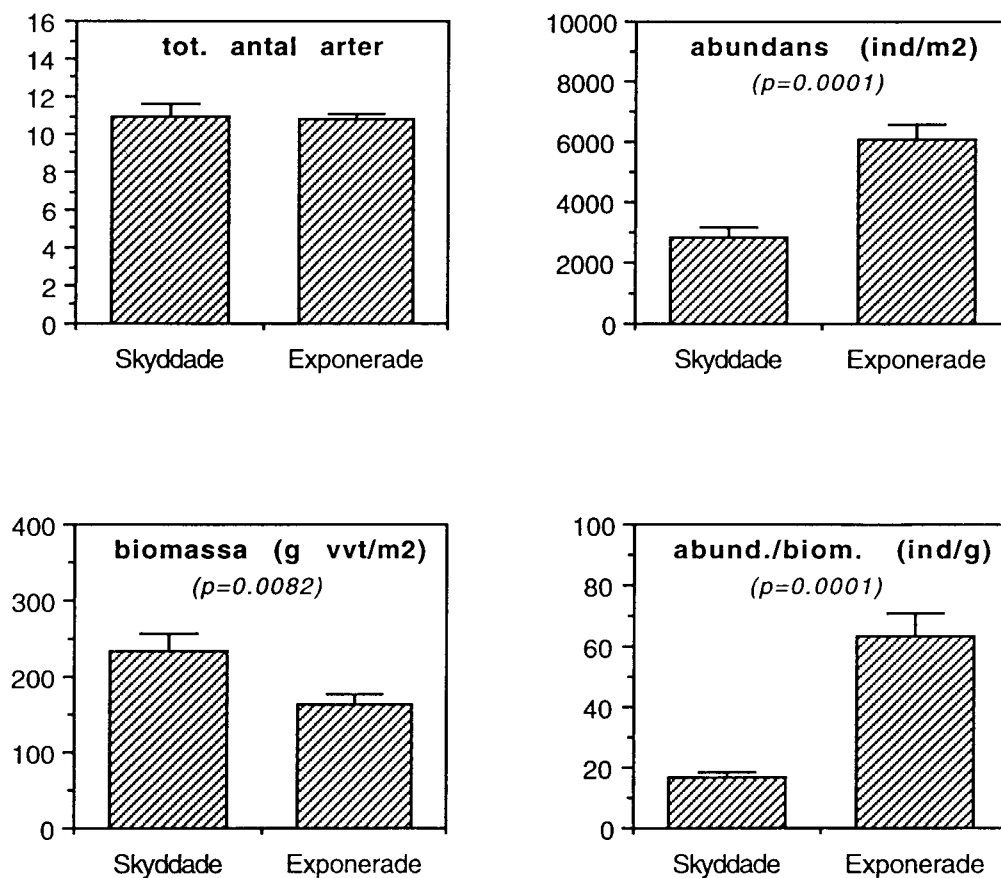 tot. antal arter
16
14
12
10
8
6
4
2
0
Skyddade Exponerade
abundans (ind/m2)
(p=0.0001)
10000
8000
6000
4000
2000
0
Skyddade Exponerade
biomassa (g vvt/m2)
(p=0.0082)
400
300
200
100
0
Skyddade Exponerade
abund./biom. (ind/g)
(p=0.0001)
100
80
60
40
20
0
Skyddade Exponerade